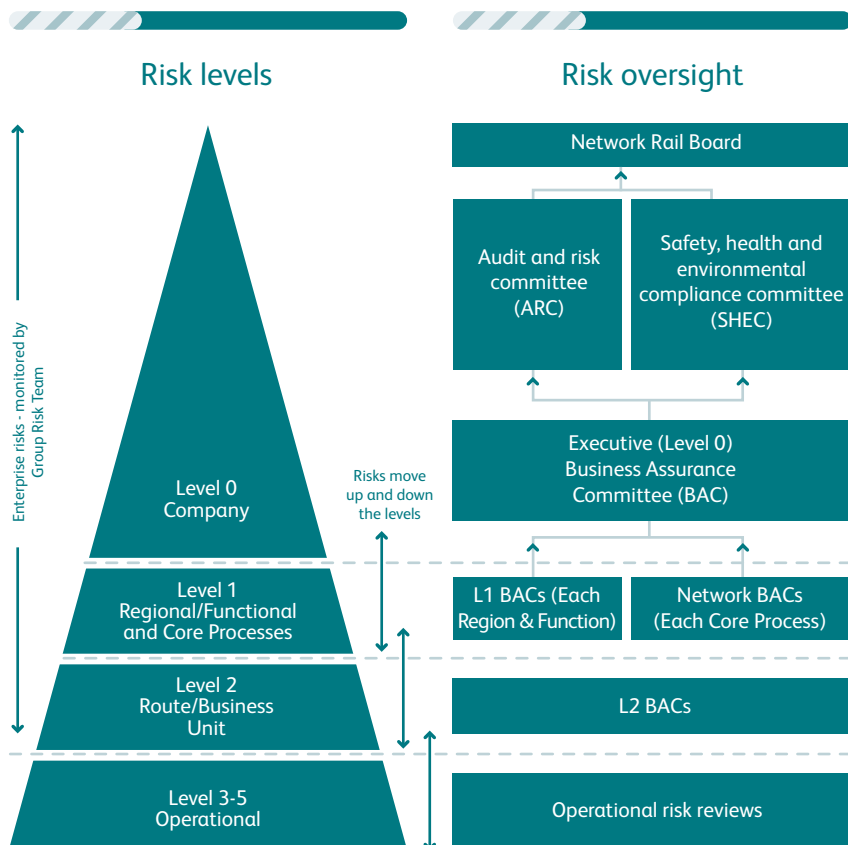 Risk levels
Enterprise risks - monitored by
Group Risk Team
Level 0
Company
Level 1
Regional/Functional
and Core Processes
Level 2
Route/Business
Unit
Level 3-5
Operational
Risks move
up and down
the levels
Risk oversight
Network Rail Board
Audit and risk
committee
(ARC)
Safety, health and
environmental
compliance committee
(SHEC)
Executive (Level 0)
Business Assurance
Committee (BAC)
L1 BACs (Each
Region & Function)
Network BACs
(Each Core Process)
L2 BACs
Operational risk reviews